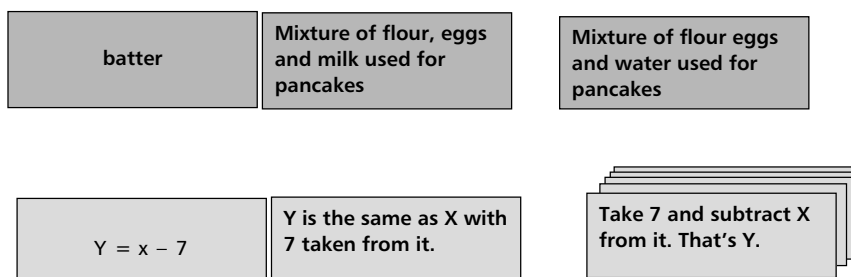 batter
Mixture of flour, eggs
and milk used for
pancakes
Mixture of flour eggs
and water used for
pancakes
Y = x – 7
Y is the same as X with
7 taken from it.
Take 7 and subtract X
from it. That's Y.